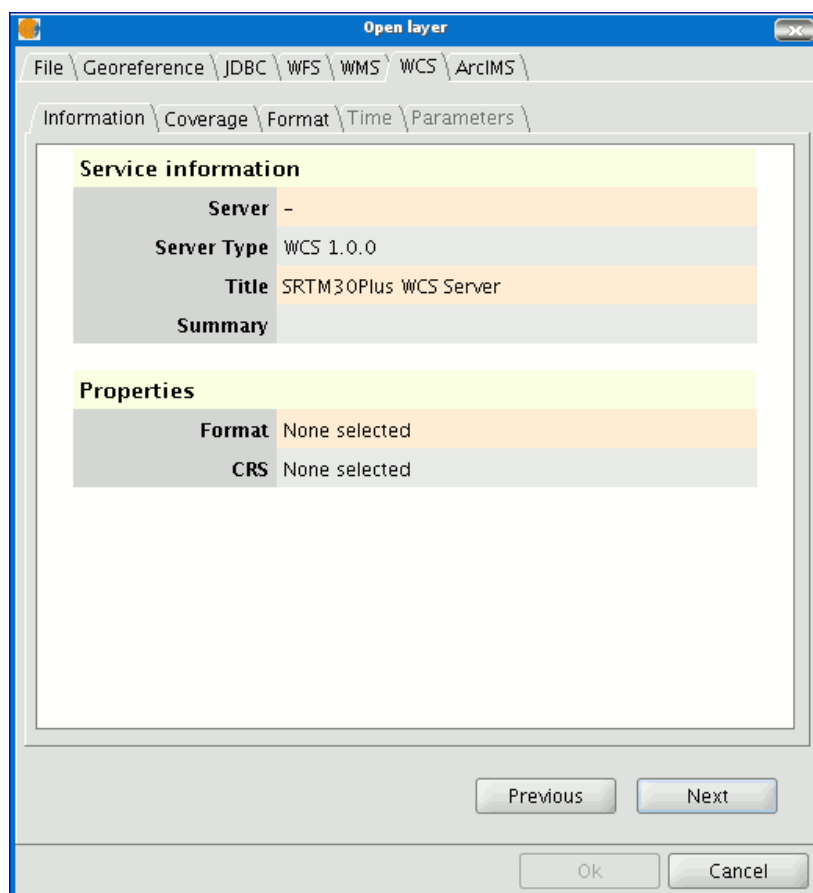 Open layer
File Georeference JDBC WFS WMS WCS ArcIMS
Information Coverage Format Time Parameters
Service information
Server -
Server Type WCS 1.0.0
Title SRTM30Plus WCS Server
Summary
Properties
Format None selected
CRS None selected
Previous Next
Ok Cancel